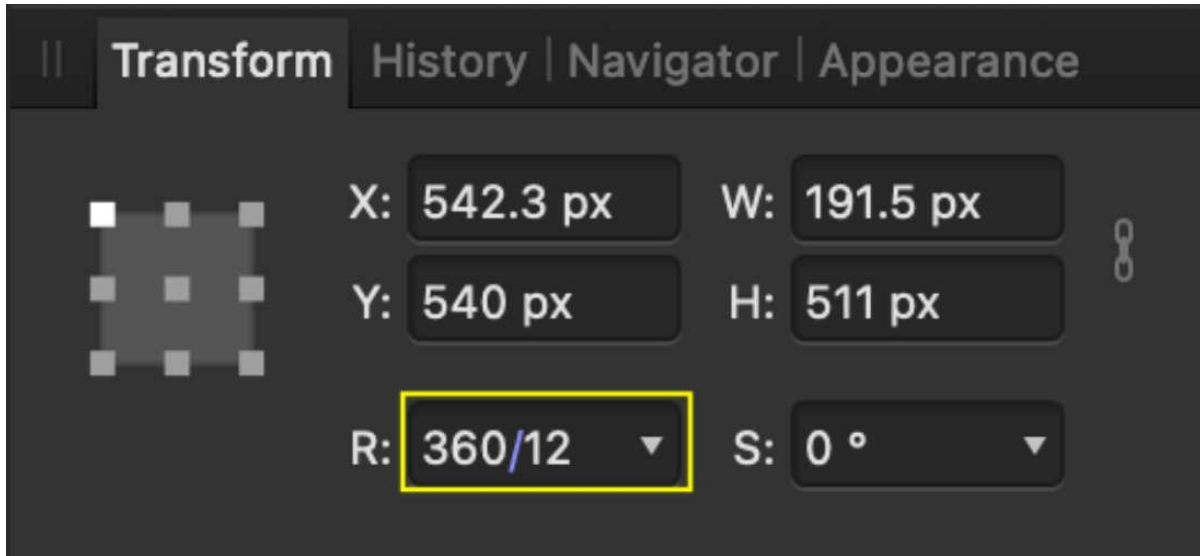 Transform History | Navigator | Appearance
X: 542.3 px W: 191.5 px
Y: 540 px H: 511 px
R: 360/12 S: 0 °